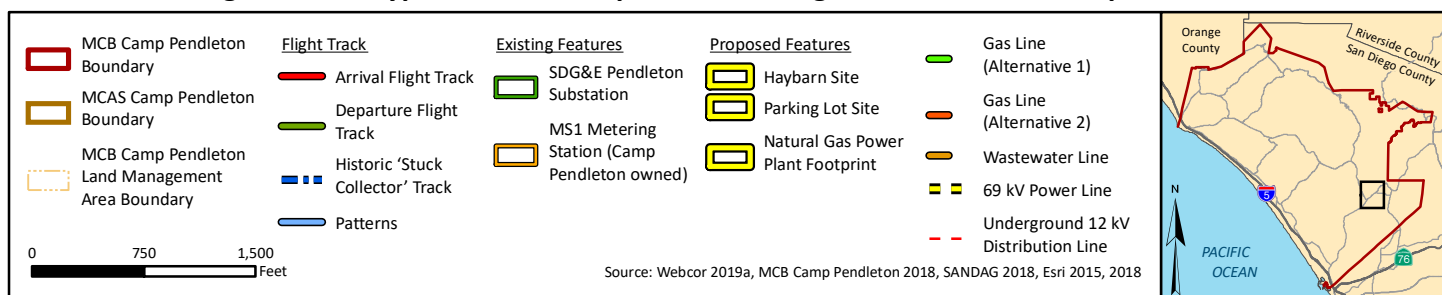 MCB Camp Pendleton
Boundary
MCAS Camp Pendleton
Boundary
MCB Camp Pendleton
Land Management
Area Boundary
0 750 1,500
Feet
Flight Track
Arrival Flight Track
Departure Flight
Track
Historic ‘Stuck
Collector’ Track
Patterns
Existing Features
SDG&E Pendleton
Substation
MS1 Metering
Station (Camp
Pendleton owned)
Proposed Features
Haybarn Site
Parking Lot Site
Natural Gas Power
Plant Footprint
Gas Line
(Alternative 1)
Gas Line
(Alternative 2)
Wastewater Line
69 kV Power Line
Underground 12 kV
Distribution Line
Source: Webcor 2019a, MCB Camp Pendleton 2018, SANDAG 2018, Esri 2015, 2018
Orange
County
Riverside County
San Diego County
N
5
PACIFIC
OCEAN
76